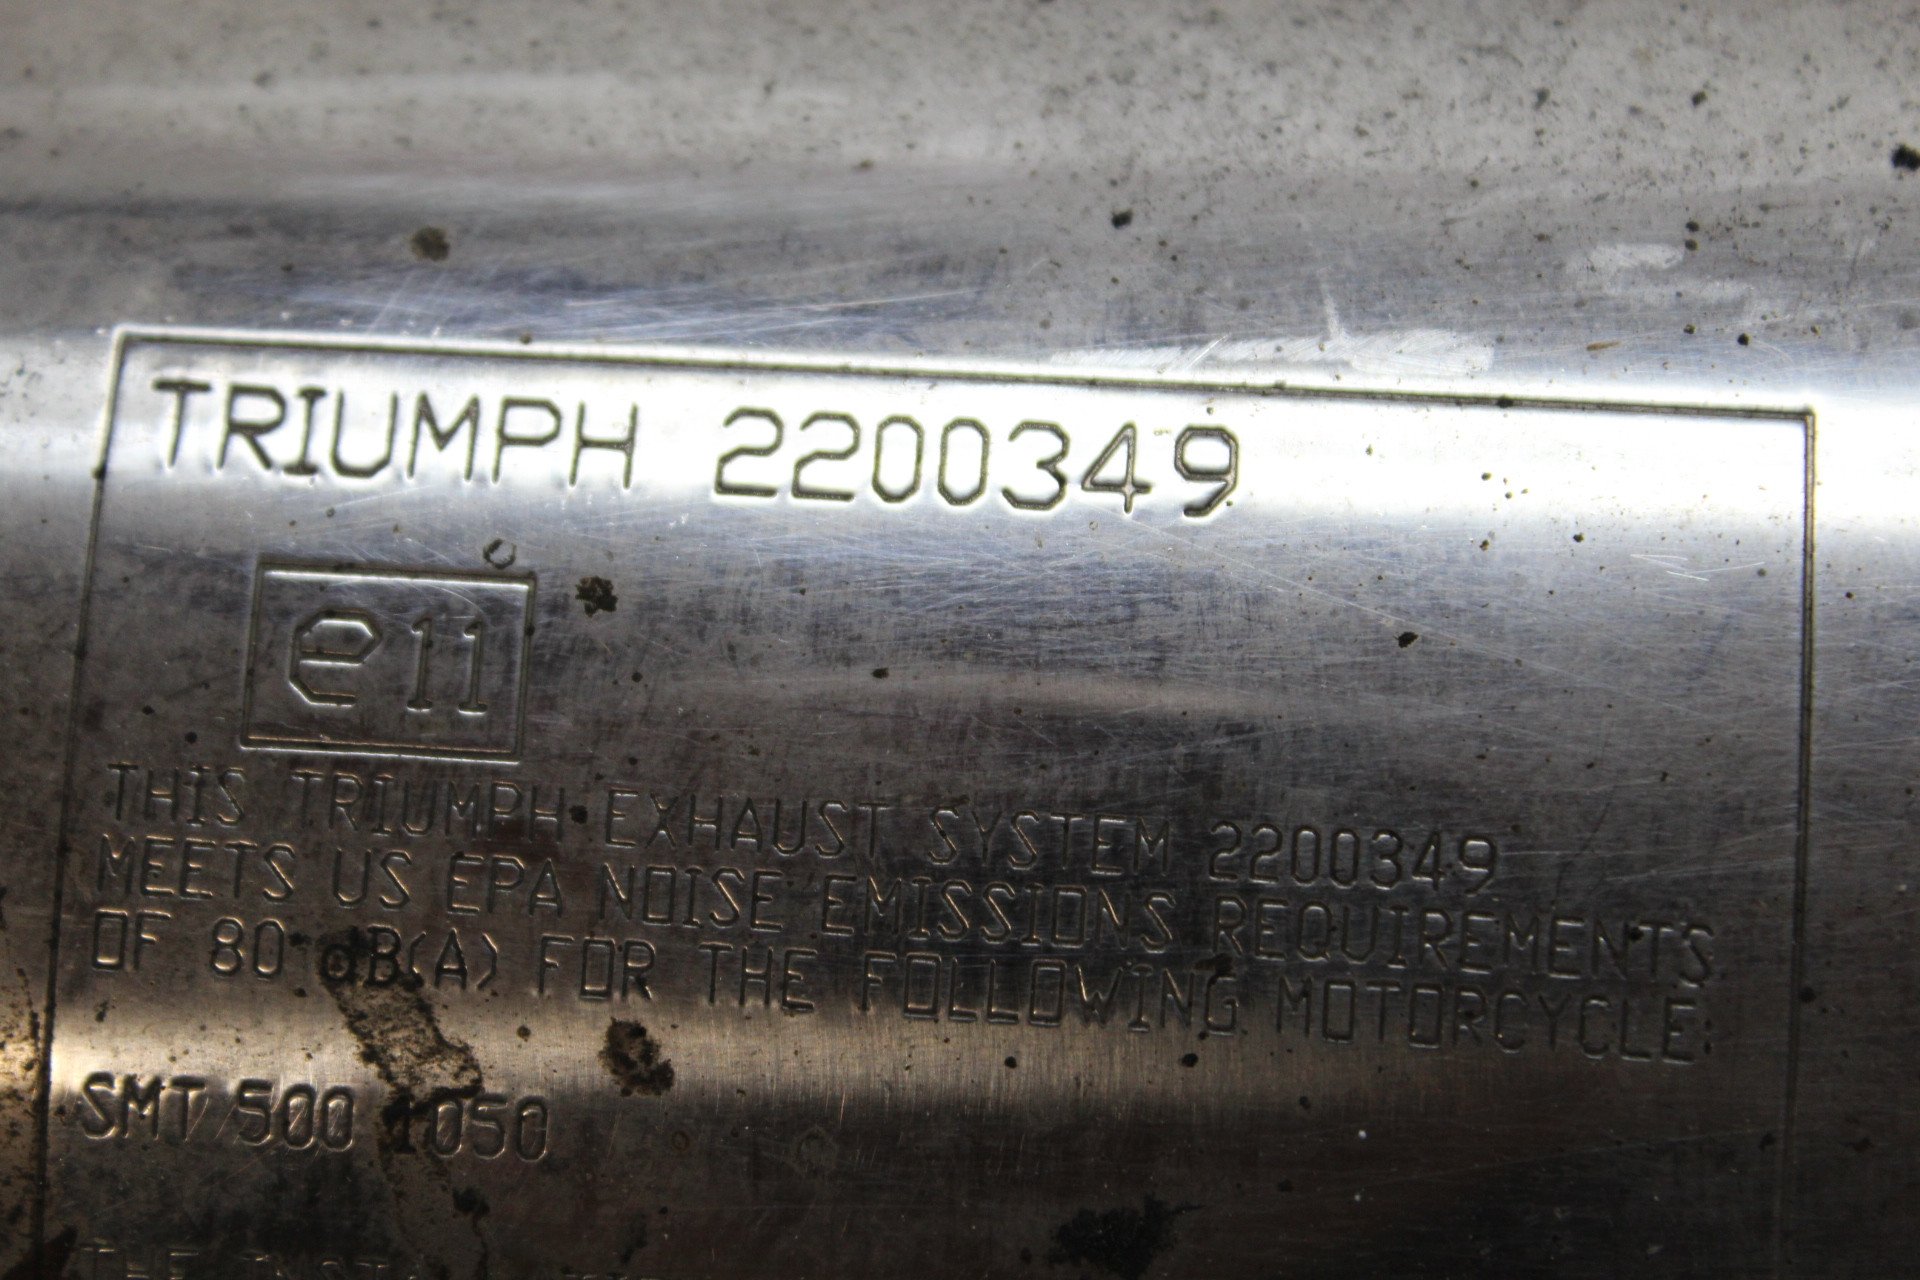 TRIUMPH 2200349
e11
THIS TRIUMPH EXHAUST SYSTEM 2200349
MEETS US EPA NOISE EMISSIONS REQUIREMENTS
OF 80 dB(A) FOR THE FOLLOWING MOTORCYCLE:
SMT 500 1050
THE